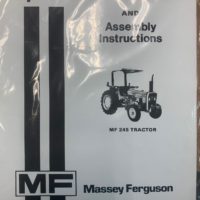 AND
Assembly
Instructions
MF 245 TRACTOR
MF
Massey Ferguson